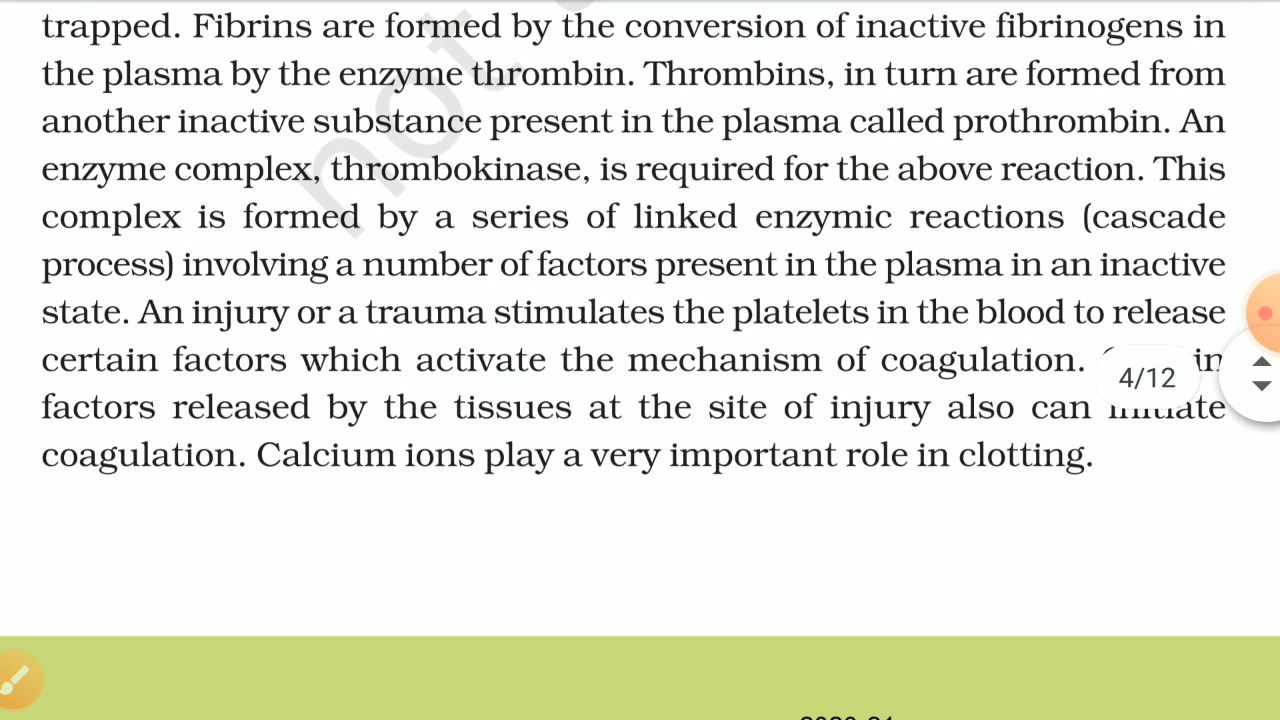 trapped. Fibrins are formed by the conversion of inactive fibrinogens in
the plasma by the enzyme thrombin. Thrombins, in turn are formed from
another inactive substance present in the plasma called prothrombin. An
enzyme complex, thrombokinase, is required for the above reaction. This
complex is formed by a series of linked enzymic reactions (cascade
process) involving a number of factors present in the plasma in an inactive
state. An injury or a trauma stimulates the platelets in the blood to release
certain factors which activate the mechanism of coagulation. in
4/12
factors released by the tissues at the site of injury also can initiate
coagulation. Calcium ions play a very important role in clotting.
not